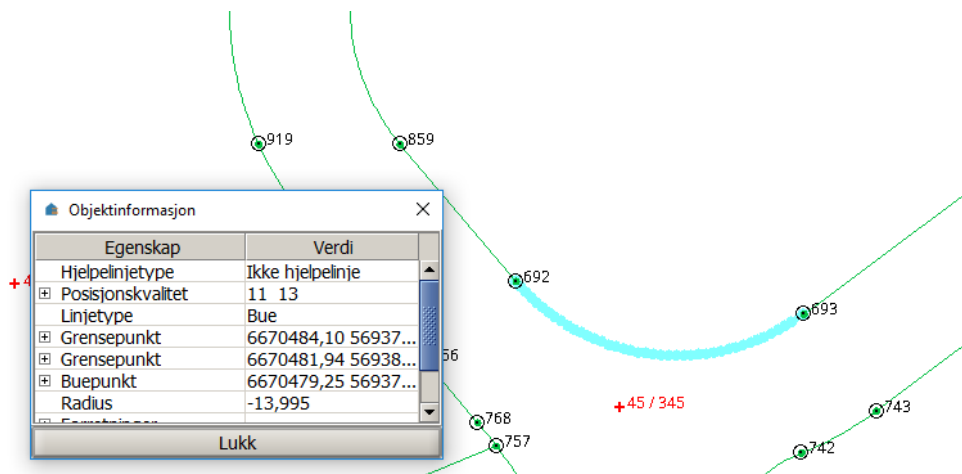 919
859
Objektinformasjon
Egenskap Verdi
Hjelpelinjetype Ikke hjelpelinje
Posisjonskvalitet 11 13
Linjetype Bue
Grensepunkt 6670484,10 56937...
Grensepunkt 6670481,94 56938...
Buepunkt 6670479,25 56937...
Radius -13,995
Lukk
692
693
45 / 345
743
768
757
742